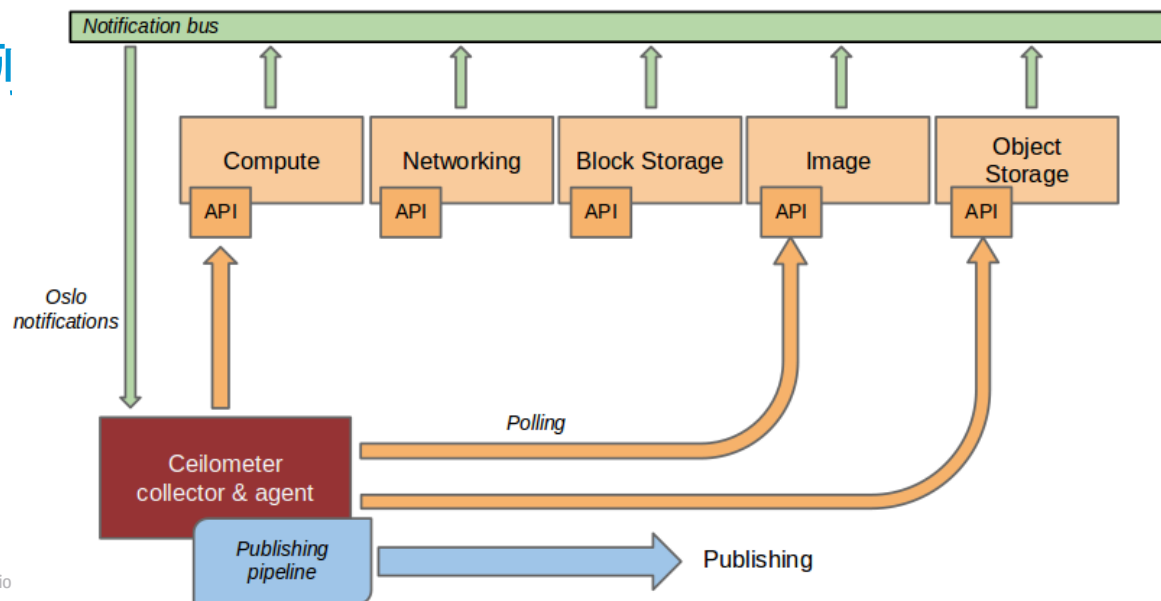 Notification bus
Compute
Networking
Block Storage
Image
Object
Storage
API
API
API
API
API
Oslo
notifications
Polling
Ceilometer
collector & agent
Publishing
pipeline
Publishing
io